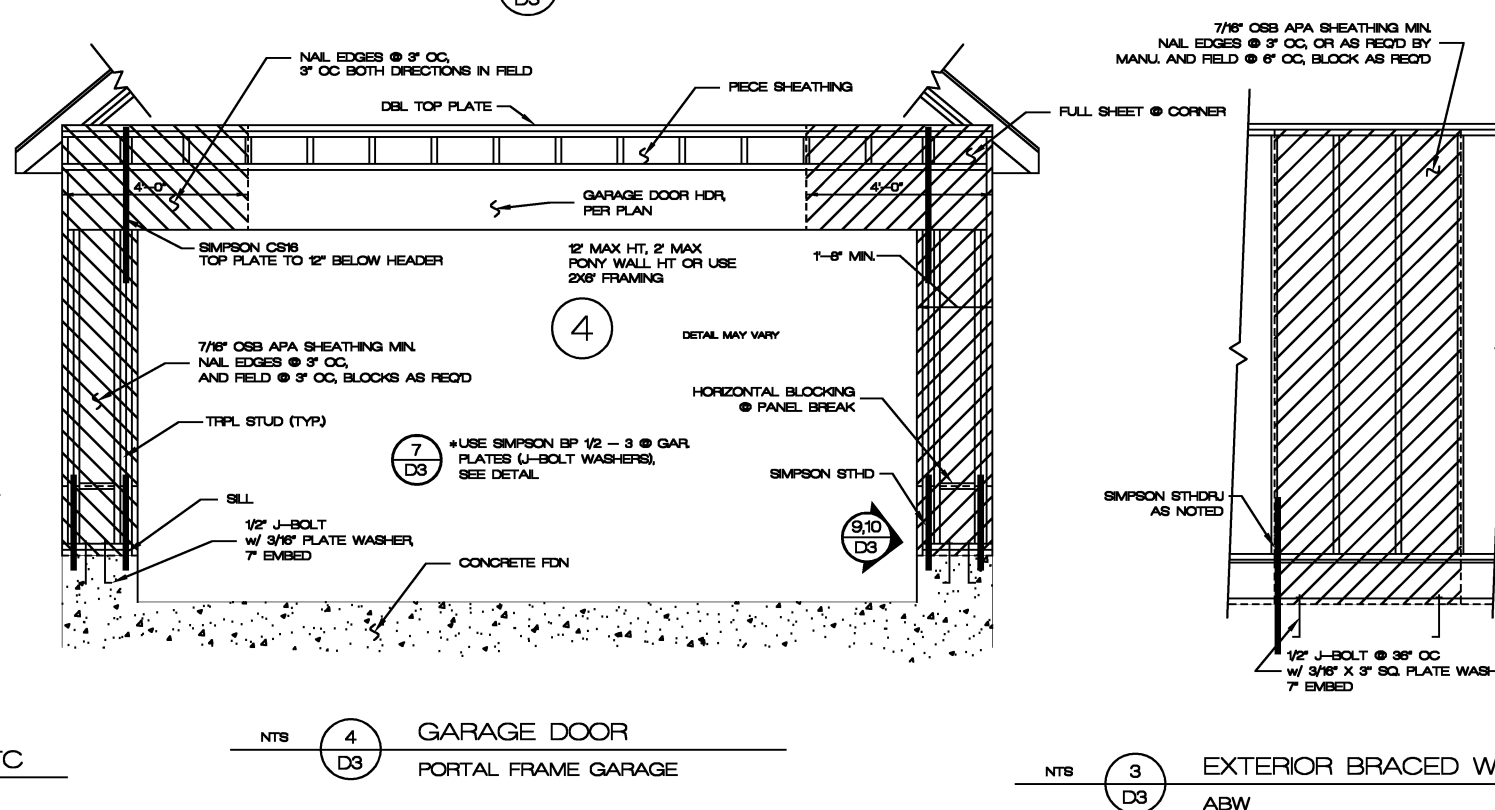 D3
NAIL EDGES @ 3" OC,
3" OC BOTH DIRECTIONS IN FIELD
DBL TOP PLATE
PIECE SHEATHING
FULL SHEET @ CORNER
4'-0"
4'-0"
GARAGE DOOR HDR,
PER PLAN
SIMPSON CS16
TOP PLATE TO 12" BELOW HEADER
12' MAX HT, 2' MAX
PONY WALL HT OR USE
2X6' FRAMING
1'-8" MIN.
4
DETAIL MAY VARY
7/16" OSB APA SHEATHING MIN.
NAIL EDGES @ 3" OC,
AND FIELD @ 3" OC, BLOCKS AS REQ'D
TRPL STUD (TYP.)
HORIZONTAL BLOCKING
@ PANEL BREAK
7
D3
*USE SIMPSON BP 1/2 - 3 @ GAR.
PLATES (J-BOLT WASHERS),
SEE DETAIL
SIMPSON STHD
SILL
1/2" J-BOLT
w/ 3/16" PLATE WASHER,
7" EMBED
9,10
D3
CONCRETE FDN
NTS
4
D3
GARAGE DOOR
PORTAL FRAME GARAGE
TC
7/16" OSB APA SHEATHING MIN.
NAIL EDGES @ 3" OC, OR AS REQ'D BY
MANU. AND FIELD @ 6" OC, BLOCK AS REQ'D
SIMPSON STHDRJ
AS NOTED
1/2" J-BOLT @ 36" OC
w/ 3/16" X 3" SQ. PLATE WASH
7" EMBED
NTS
3
D3
EXTERIOR BRACED W
ABW